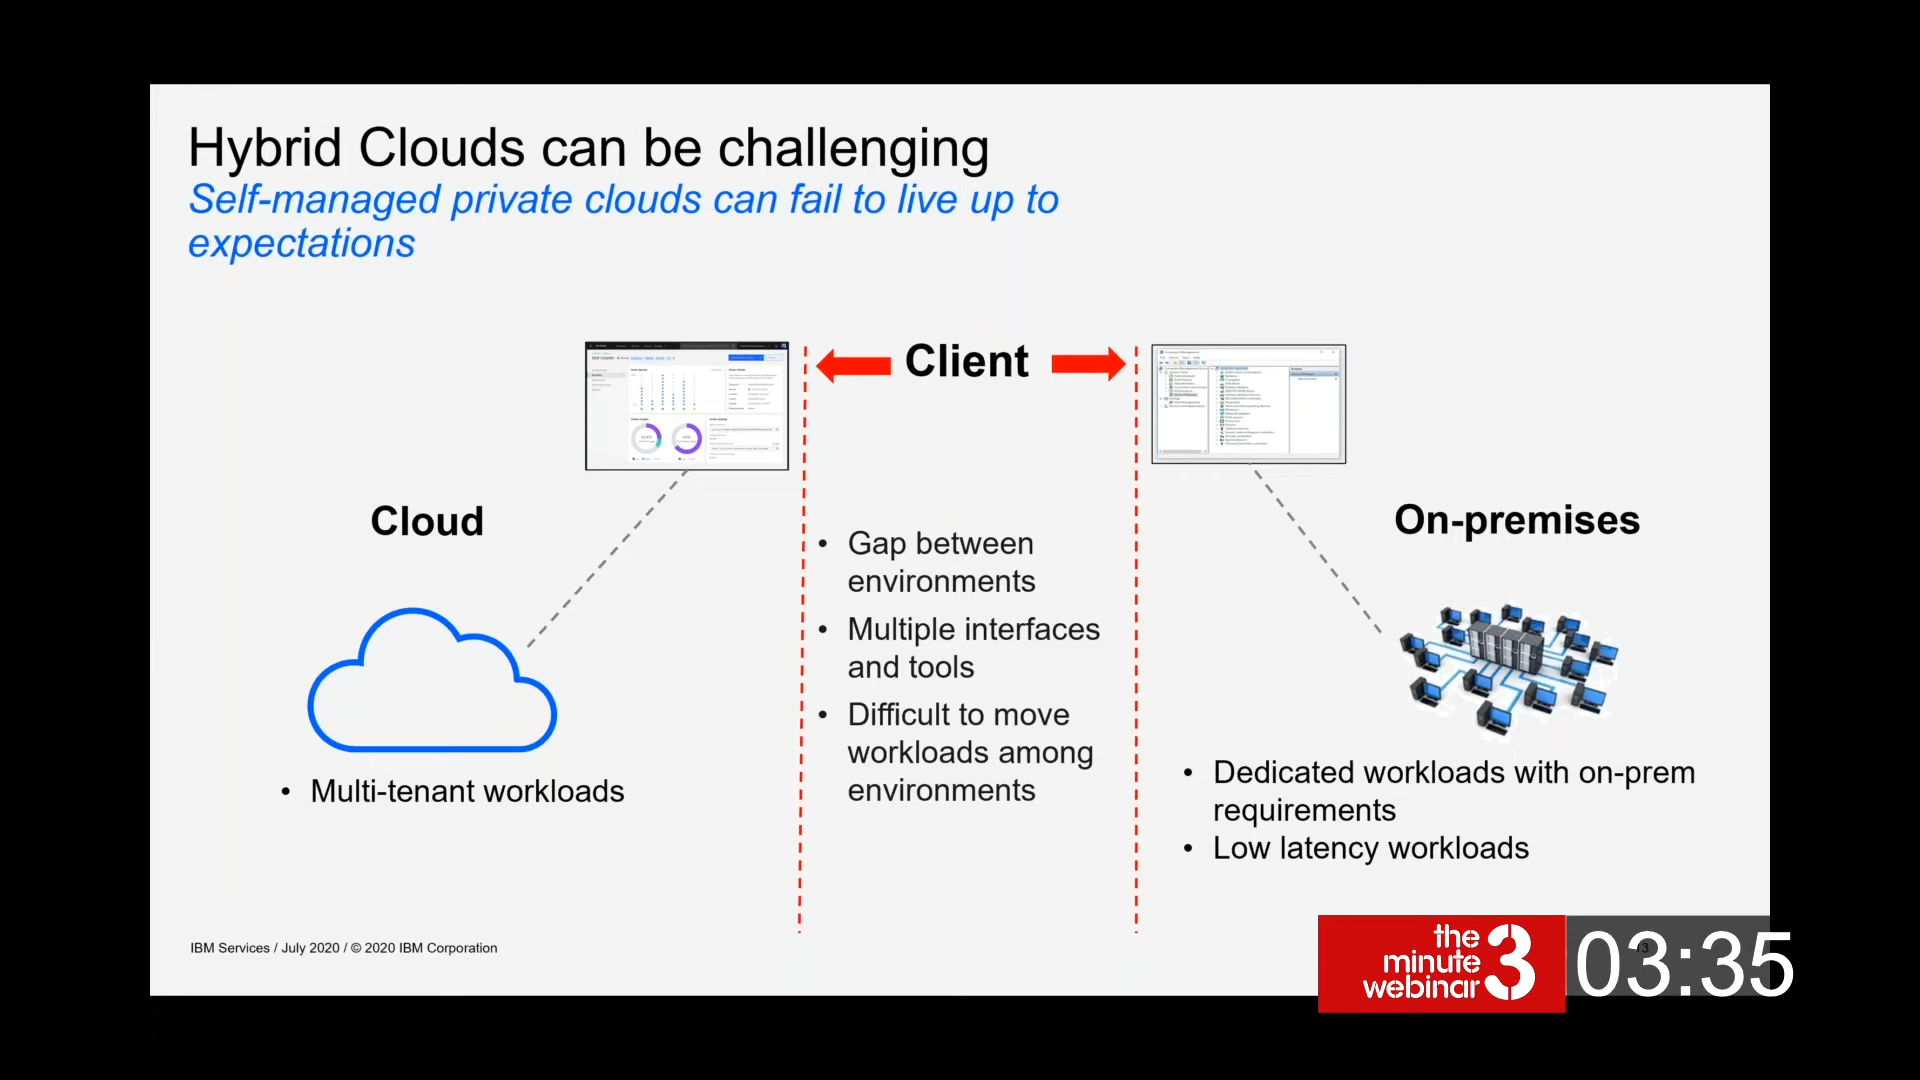 Hybrid Clouds can be challenging
Self-managed private clouds can fail to live up to
expectations
Client
Cloud
On-premises
• Gap between
environments
• Multiple interfaces
and tools
• Difficult to move
workloads among
environments
• Multi-tenant workloads
• Dedicated workloads with on-prem
requirements
• Low latency workloads
IBM Services / July 2020 / © 2020 IBM Corporation
the
minute
webinar
3
03:35